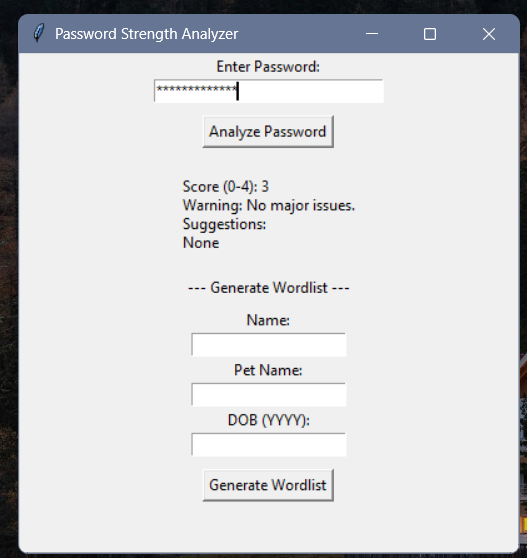 Password Strength Analyzer
Enter Password:
*************
Analyze Password
Score (0-4): 3
Warning: No major issues.
Suggestions:
None
--- Generate Wordlist ---
Name:
Pet Name:
DOB (YYYY):
Generate Wordlist